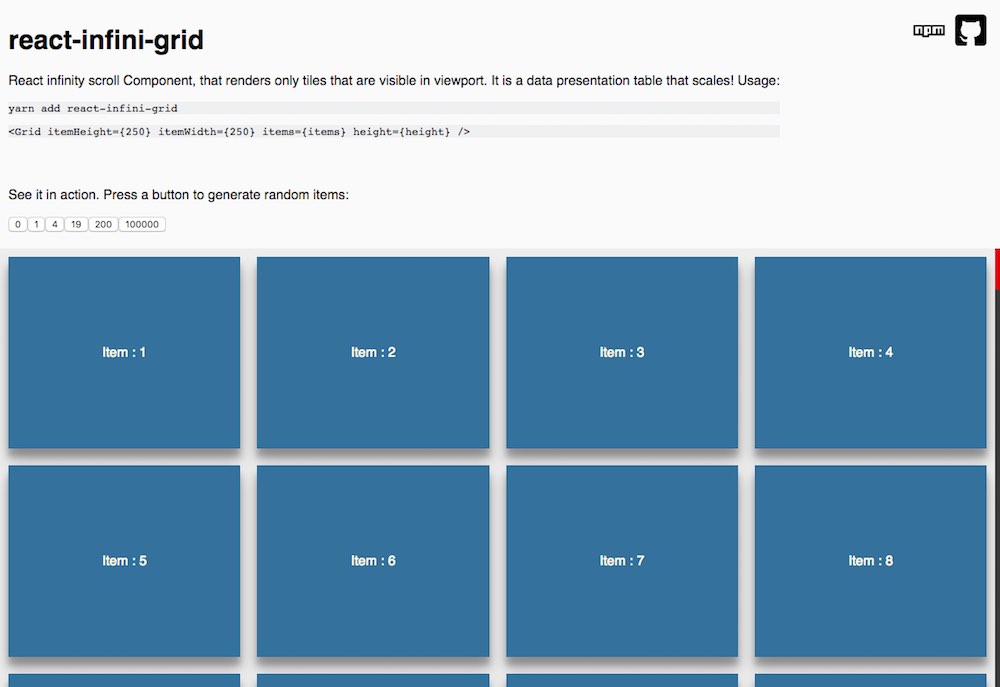 npm
react-infini-grid
React infinity scroll Component, that renders only tiles that are visible in viewport. It is a data presentation table that scales! Usage:
yarn add react-infini-grid
<Grid itemHeight={250} itemWidth={250} items={items} height={height} />
See it in action. Press a button to generate random items:
0 1 4 19 200 100000
Item : 1 Item : 2 Item : 3 Item : 4
Item : 5 Item : 6 Item : 7 Item : 8